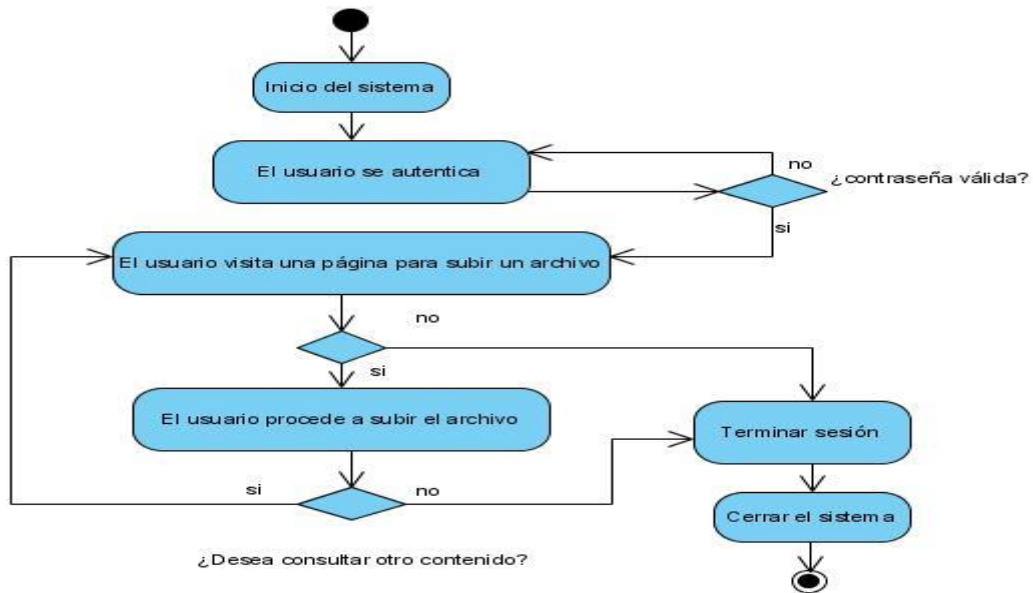 Inicio del sistema
El usuario se autentica
no
¿contraseña válida?
si
El usuario visita una página para subir un archivo
no
si
El usuario procede a subir el archivo
Terminar sesión
si
no
Cerrar el sistema
¿Desea consultar otro contenido?